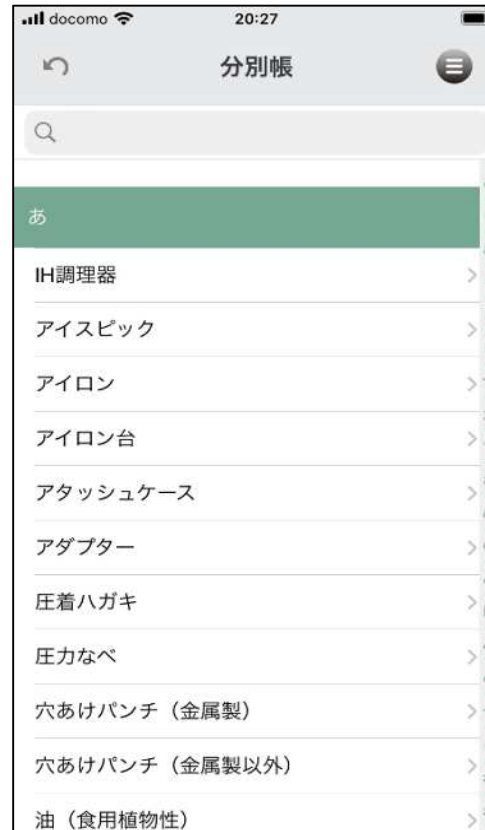 docomo 20:27
分別帳
あ
IH調理器
アイスピック
アイロン
アイロン台
アタッシュケース
アダプター
圧着ハガキ
圧力なべ
穴あけパンチ（金属製）
穴あけパンチ（金属製以外）
油（食用植物性）